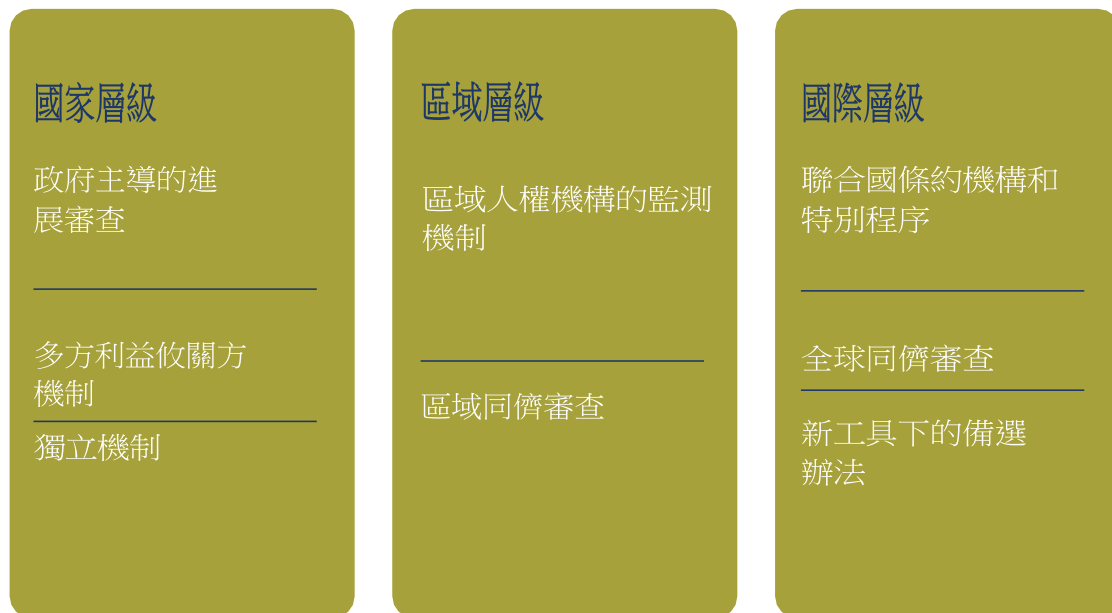 國家層級
政府主導的進
展審查
多方利益攸關方
機制
獨立機制
區域層級
區域人權機構的監測
機制
區域同儕審查
國際層級
聯合國條約機構和
特別程序
全球同儕審查
新工具下的備選
辦法